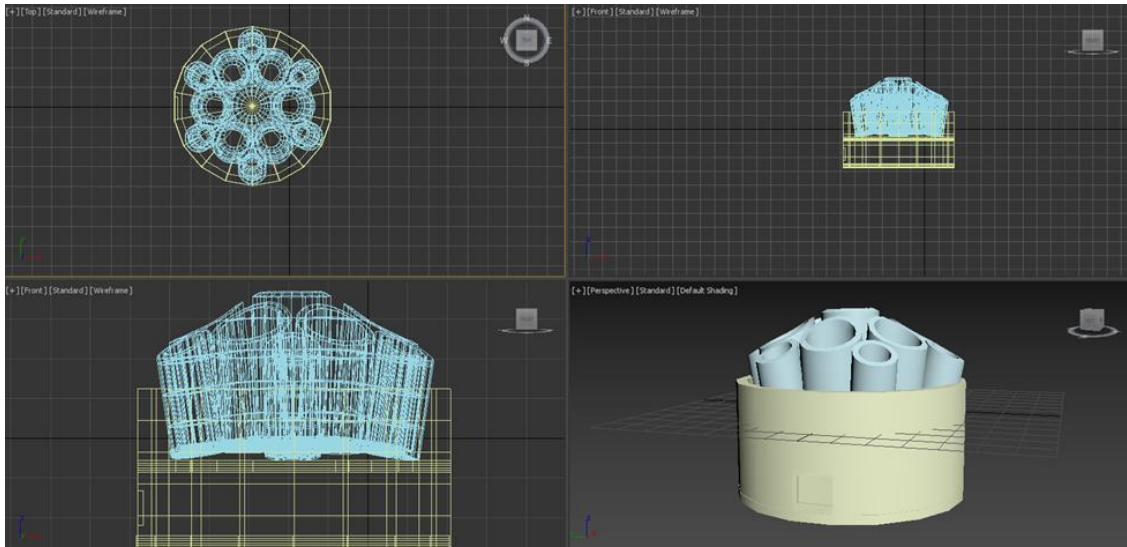 [+] [Top] [Standard] [Wireframe]
N
W
E
S
[+] [Front] [Standard] [Wireframe]
[+] [Front] [Standard] [Wireframe]
[+] [Perspective] [Standard] [Default Shading]